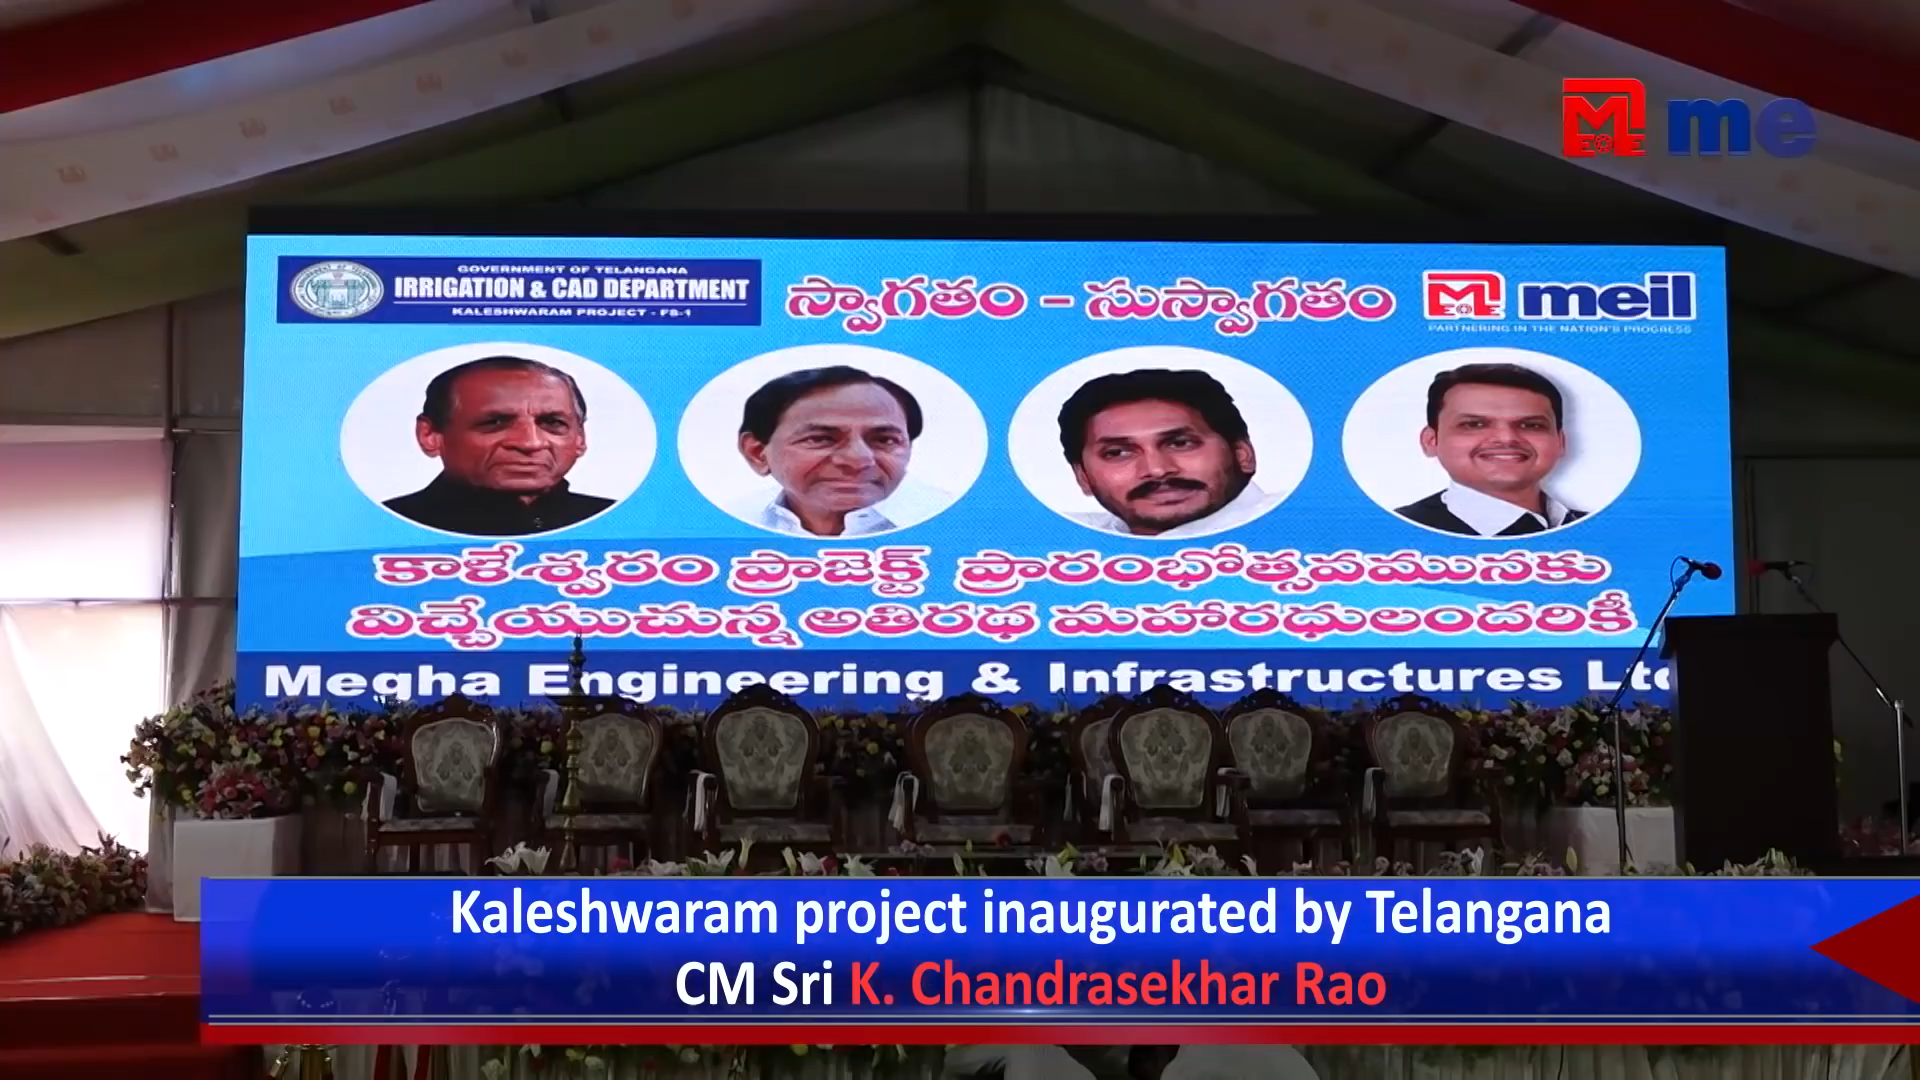 me
GOVERNMENT OF TELANGANA
IRRIGATION & CAD DEPARTMENT
KALESHWARAM PROJECT - FS-1
స్వాగతం - సుస్వాగతం
meil
PARTNERING IN THE NATION'S PROGRESS
కాళేశ్వరం ప్రాజెక్ట్ ప్రారంభోత్సవమునకు
విచ్చేయుచున్న అతిరథ మహారధులందరికీ
Megha Engineering & Infrastructures Ltd
Kaleshwaram project inaugurated by Telangana
CM Sri K. Chandrasekhar Rao